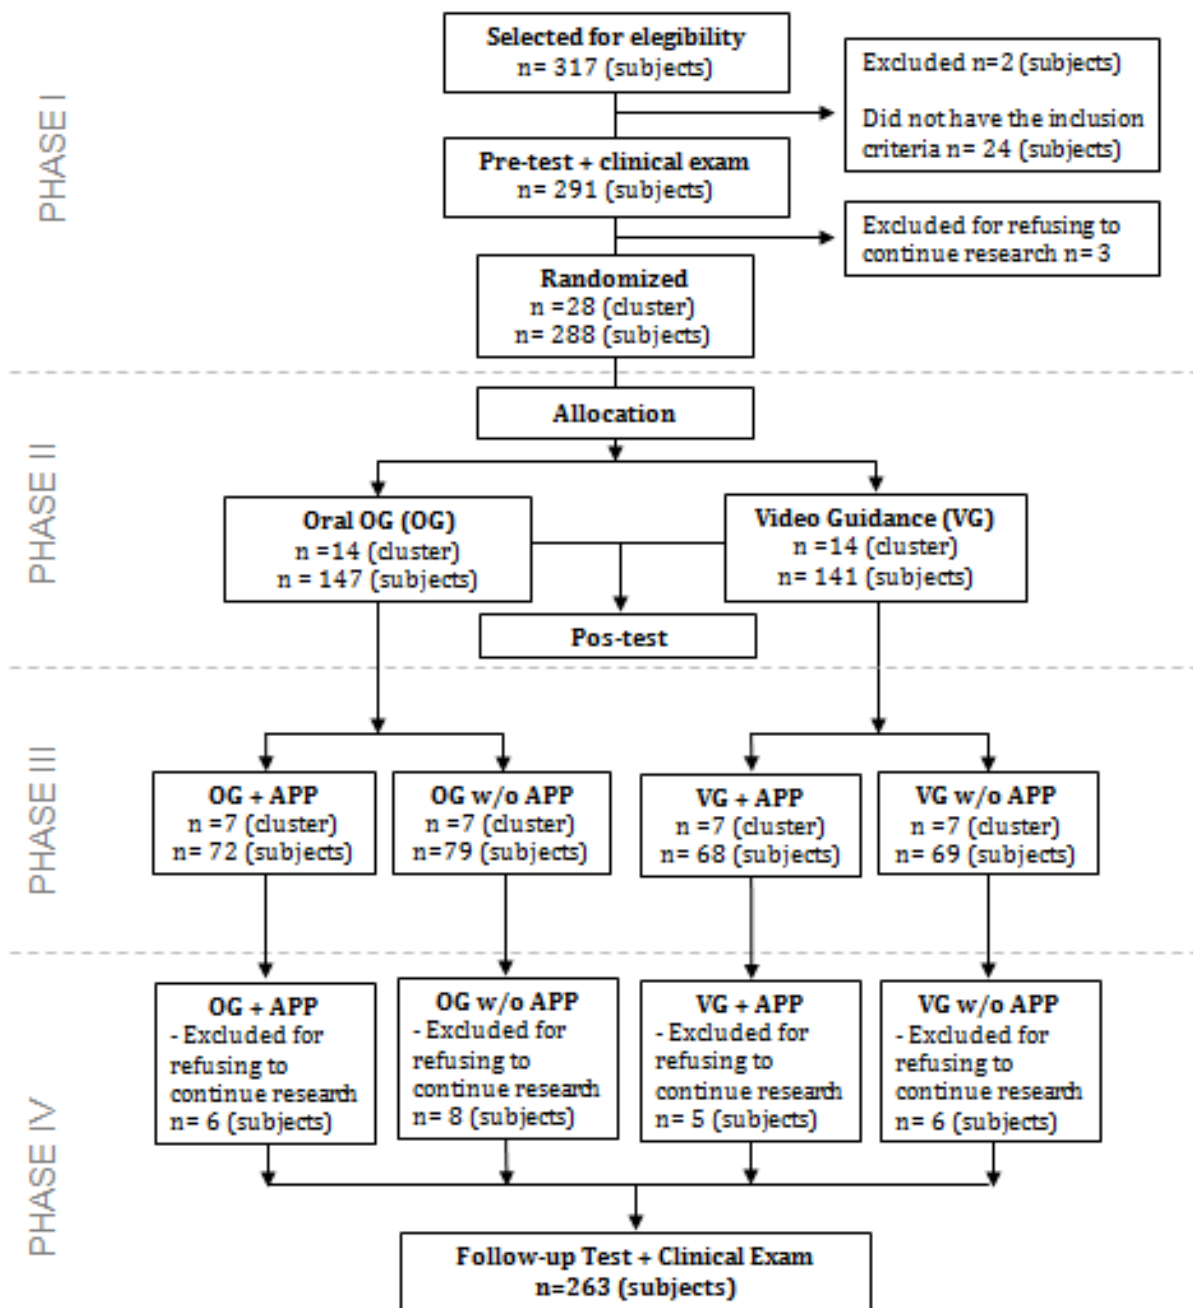 PHASE I
Selected for elegibility
n= 317 (subjects)
Excluded n=2 (subjects)
Did not have the inclusion
criteria n= 24 (subjects)
Pre-test + clinical exam
n= 291 (subjects)
Excluded for refusing to
continue research n= 3
Randomized
n =28 (cluster)
n= 288 (subjects)
PHASE II
Allocation
Oral OG (OG)
n =14 (cluster)
n = 147 (subjects)
Video Guidance (VG)
n =14 (cluster)
n= 141 (subjects)
Pos-test
PHASE III
OG + APP
n =7 (cluster)
n= 72 (subjects)
OG w/o APP
n =7 (cluster)
n=79 (subjects)
VG + APP
n =7 (cluster)
n= 68 (subjects)
VG w/o APP
n =7 (cluster)
n= 69 (subjects)
PHASE IV
OG + APP
- Excluded for
refusing to
continue research
n= 6 (subjects)
OG w/o APP
- Excluded for
refusing to
continue research
n= 8 (subjects)
VG + APP
- Excluded for
refusing to
continue research
n= 5 (subjects)
VG w/o APP
- Excluded for
refusing to
continue research
n= 6 (subjects)
Follow-up Test + Clinical Exam
n=263 (subjects)